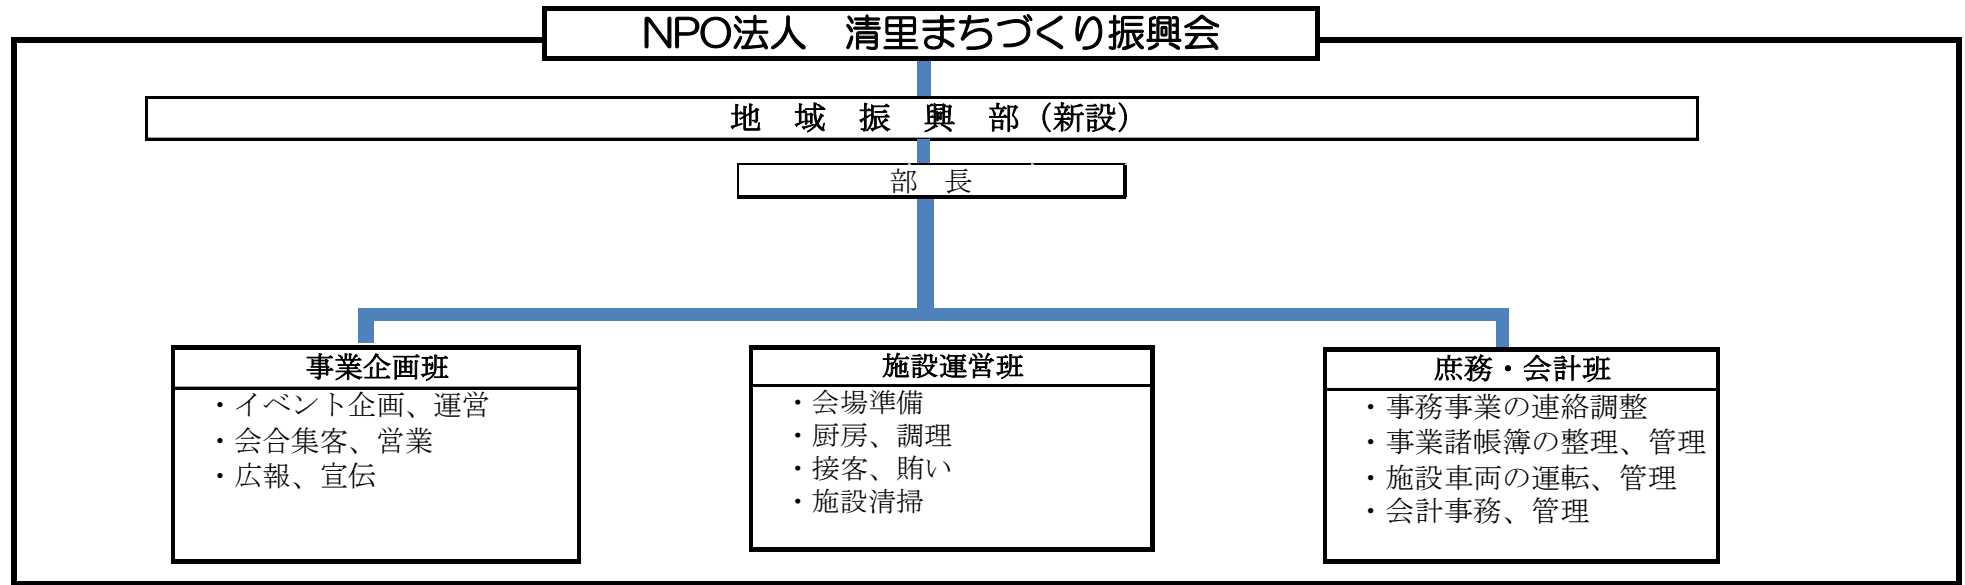 NPO法人　清里まちづくり振興会
地　域　振　興　部（新設）
部　長
事業企画班
・イベント企画、運営
・会合集客、営業
・広報、宣伝
施設運営班
・会場準備
・厨房、調理
・接客、賄い
・施設清掃
庶務・会計班
・事務事業の連絡調整
・事業諸帳簿の整理、管理
・施設車両の運転、管理
・会計事務、管理